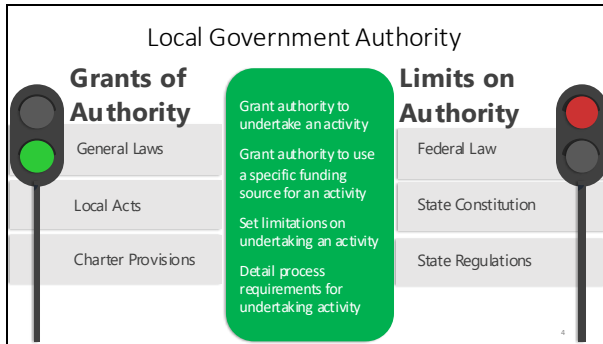 Local Government Authority
Grants of
Authority
General Laws
Local Acts
Charter Provisions
Grant authority to
undertake an activity
Grant authority to use
a specific funding
source for an activity
Set limitations on
undertaking an activity
Detail process
requirements for
undertaking activity
Limits on
Authority
Federal Law
State Constitution
State Regulations
4